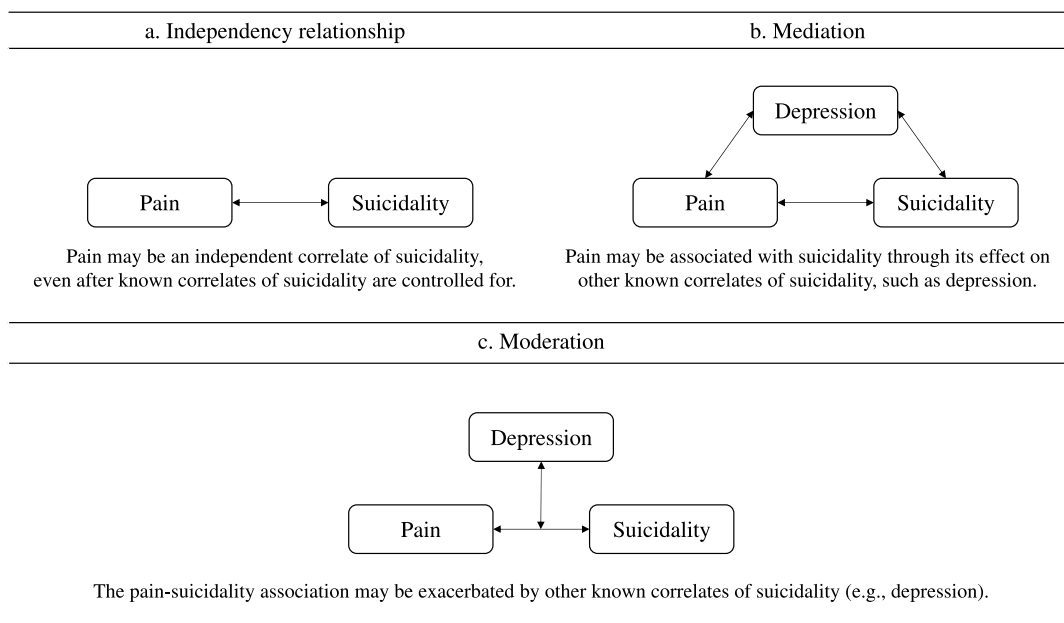 a. Independency relationship
b. Mediation
Pain
Suicidality
Pain may be an independent correlate of suicidality,
even after known correlates of suicidality are controlled for.
Depression
Pain
Suicidality
Pain may be associated with suicidality through its effect on
other known correlates of suicidality, such as depression.
c. Moderation
Depression
Pain
Suicidality
The pain-suicidality association may be exacerbated by other known correlates of suicidality (e.g., depression).